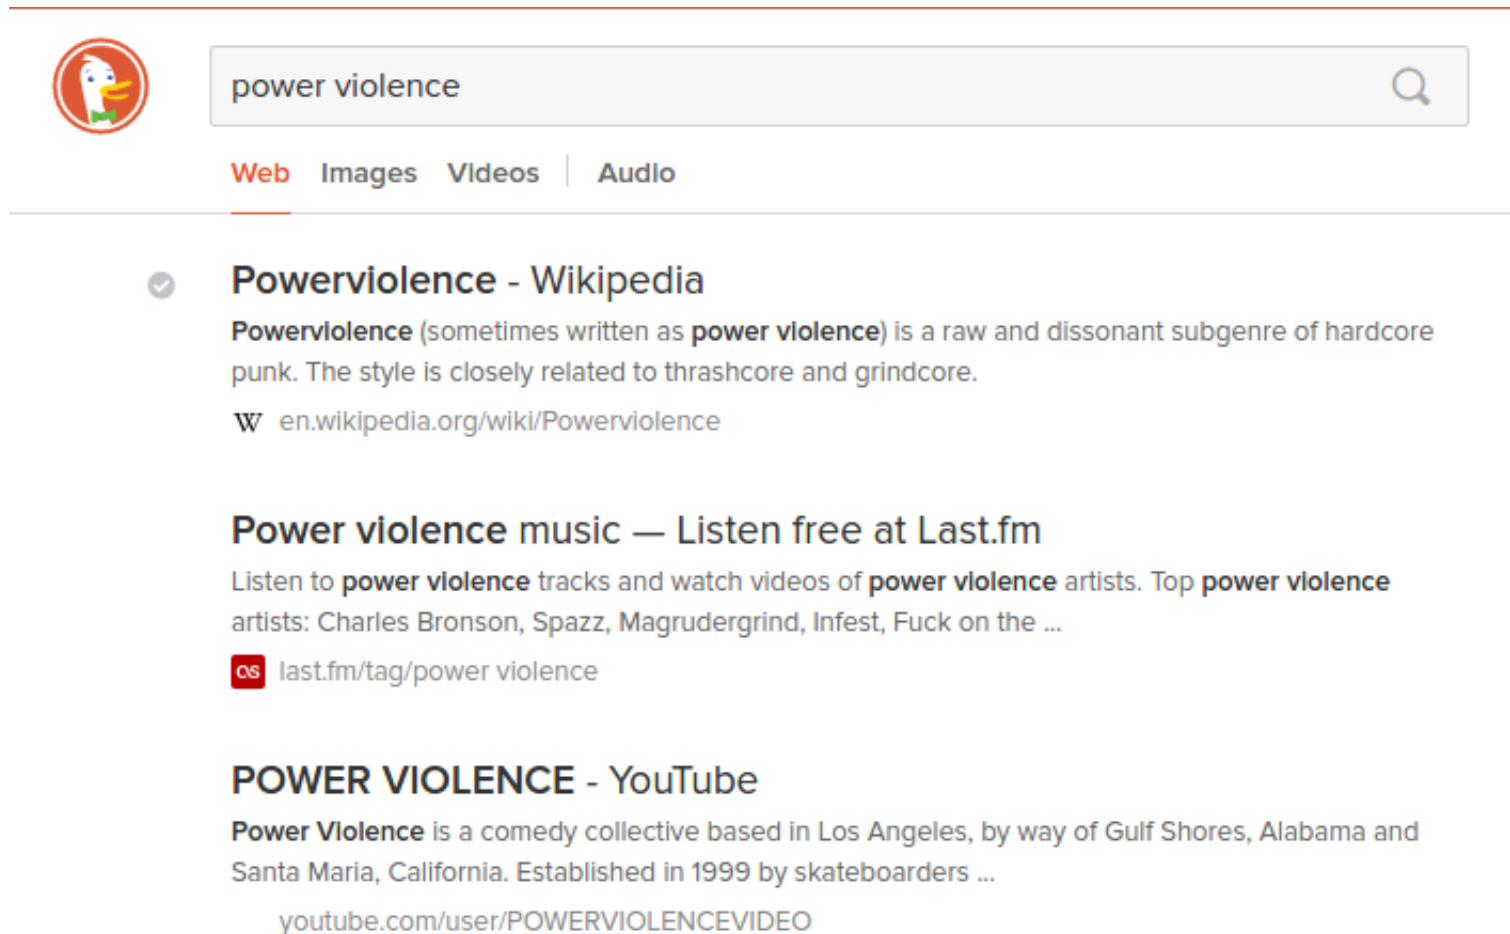 power violence
Web Images Videos Audio
Powerviolence - Wikipedia
Powerviolence (sometimes written as power violence) is a raw and dissonant subgenre of hardcore
punk. The style is closely related to thrashcore and grindcore.
W en.wikipedia.org/wiki/Powerviolence
Power violence music — Listen free at Last.fm
Listen to power violence tracks and watch videos of power violence artists. Top power violence
artists: Charles Bronson, Spazz, Magrudergrind, Infest, Fuck on the ...
as last.fm/tag/power violence
POWER VIOLENCE - YouTube
Power Violence is a comedy collective based in Los Angeles, by way of Gulf Shores, Alabama and
Santa Maria, California. Established in 1999 by skateboarders ...
youtube.com/user/POWERVIOLENCEVIDEO